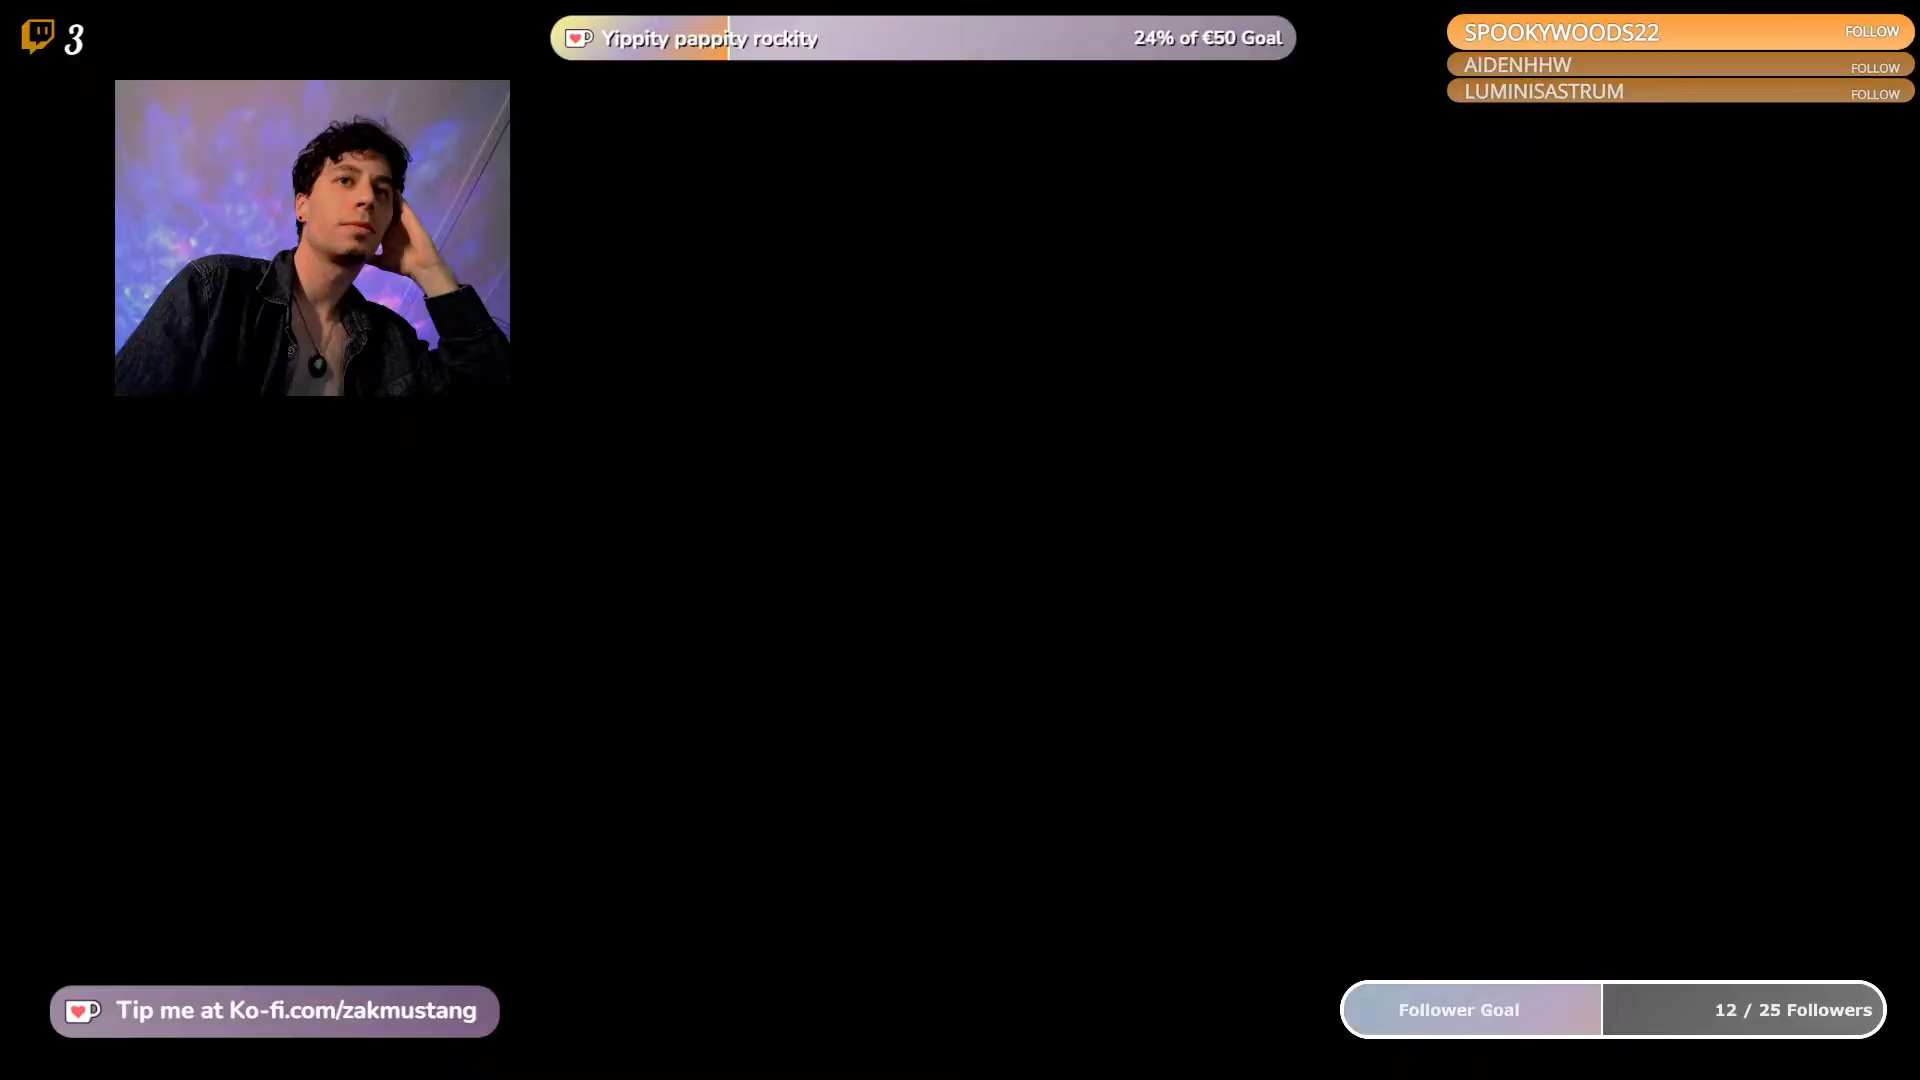 3
Yippity pappity rockity
24% of €50 Goal
SPOOKYWOODS22 FOLLOW
AIDENHHW FOLLOW
LUMINISASTRUM FOLLOW
Tip me at Ko-fi.com/zakmustang
Follower Goal
12 / 25 Followers